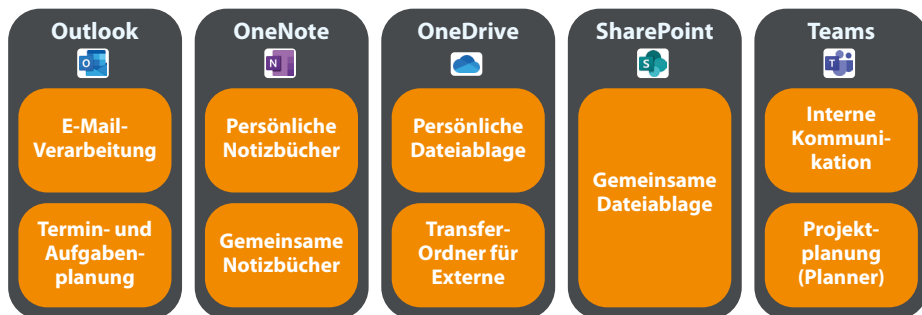 Outlook
E-Mail-
Verarbeitung
Termin- und
Aufgaben-
planung
OneNote
N
Persönliche
Notizbücher
Gemeinsame
Notizbücher
OneDrive
Persönliche
Dateiablage
Transfer-
Ordner für
Externe
SharePoint
S
Gemeinsame
Dateiablage
Teams
T
Interne
Kommuni-
kation
Projekt-
planung
(Planner)